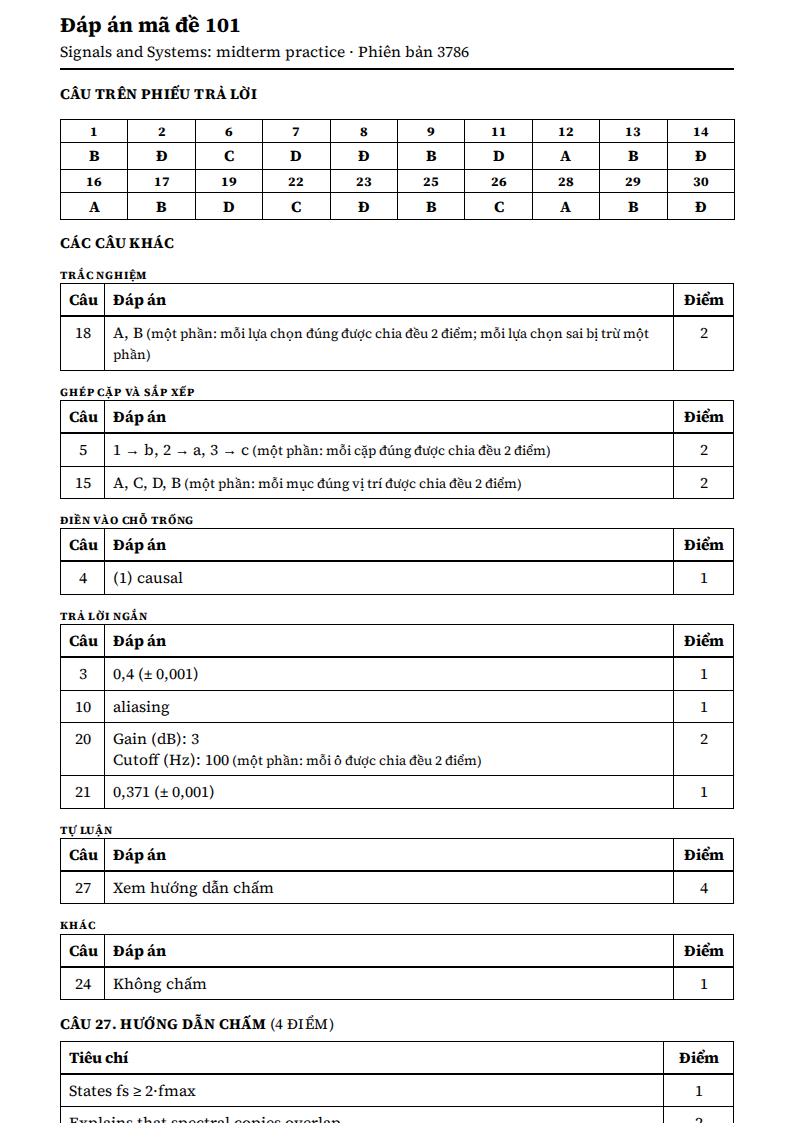 Đáp án mã đề 101
Signals and Systems: midterm practice · Phiên bản 3786
CÂU TRÊN PHIẾU TRẢ LỜI
1 2 6 7 8 9 11 12 13 14
B Đ C D Đ B D A B Đ
16 17 19 22 23 25 26 28 29 30
A B D C Đ B C A B Đ
CÁC CÂU KHÁC
TRẮC NGHIỆM
Câu Đáp án Điểm
18 A, B (một phần: mỗi lựa chọn đúng được chia đều 2 điểm; mỗi lựa chọn sai bị trừ một 2
phần)
GHÉP CẶP VÀ SẮP XẾP
Câu Đáp án Điểm
5 1 → b, 2 → a, 3 → c (một phần: mỗi cặp đúng được chia đều 2 điểm) 2
15 A, C, D, B (một phần: mỗi mục đúng vị trí được chia đều 2 điểm) 2
ĐIỀN VÀO CHỖ TRỐNG
Câu Đáp án Điểm
4 (1) causal 1
TRẢ LỜI NGẮN
Câu Đáp án Điểm
3 0,4 (± 0,001) 1
10 aliasing 1
20 Gain (dB): 3 2
Cutoff (Hz): 100 (một phần: mỗi ô được chia đều 2 điểm)
21 0,371 (± 0,001) 1
TỰ LUẬN
Câu Đáp án Điểm
27 Xem hướng dẫn chấm 4
KHÁC
Câu Đáp án Điểm
24 Không chấm 1
CÂU 27. HƯỚNG DẪN CHẤM (4 ĐIỂM)
Tiêu chí Điểm
States fs ≥ 2·fmax 1
Explains that spectral copies overlap 2